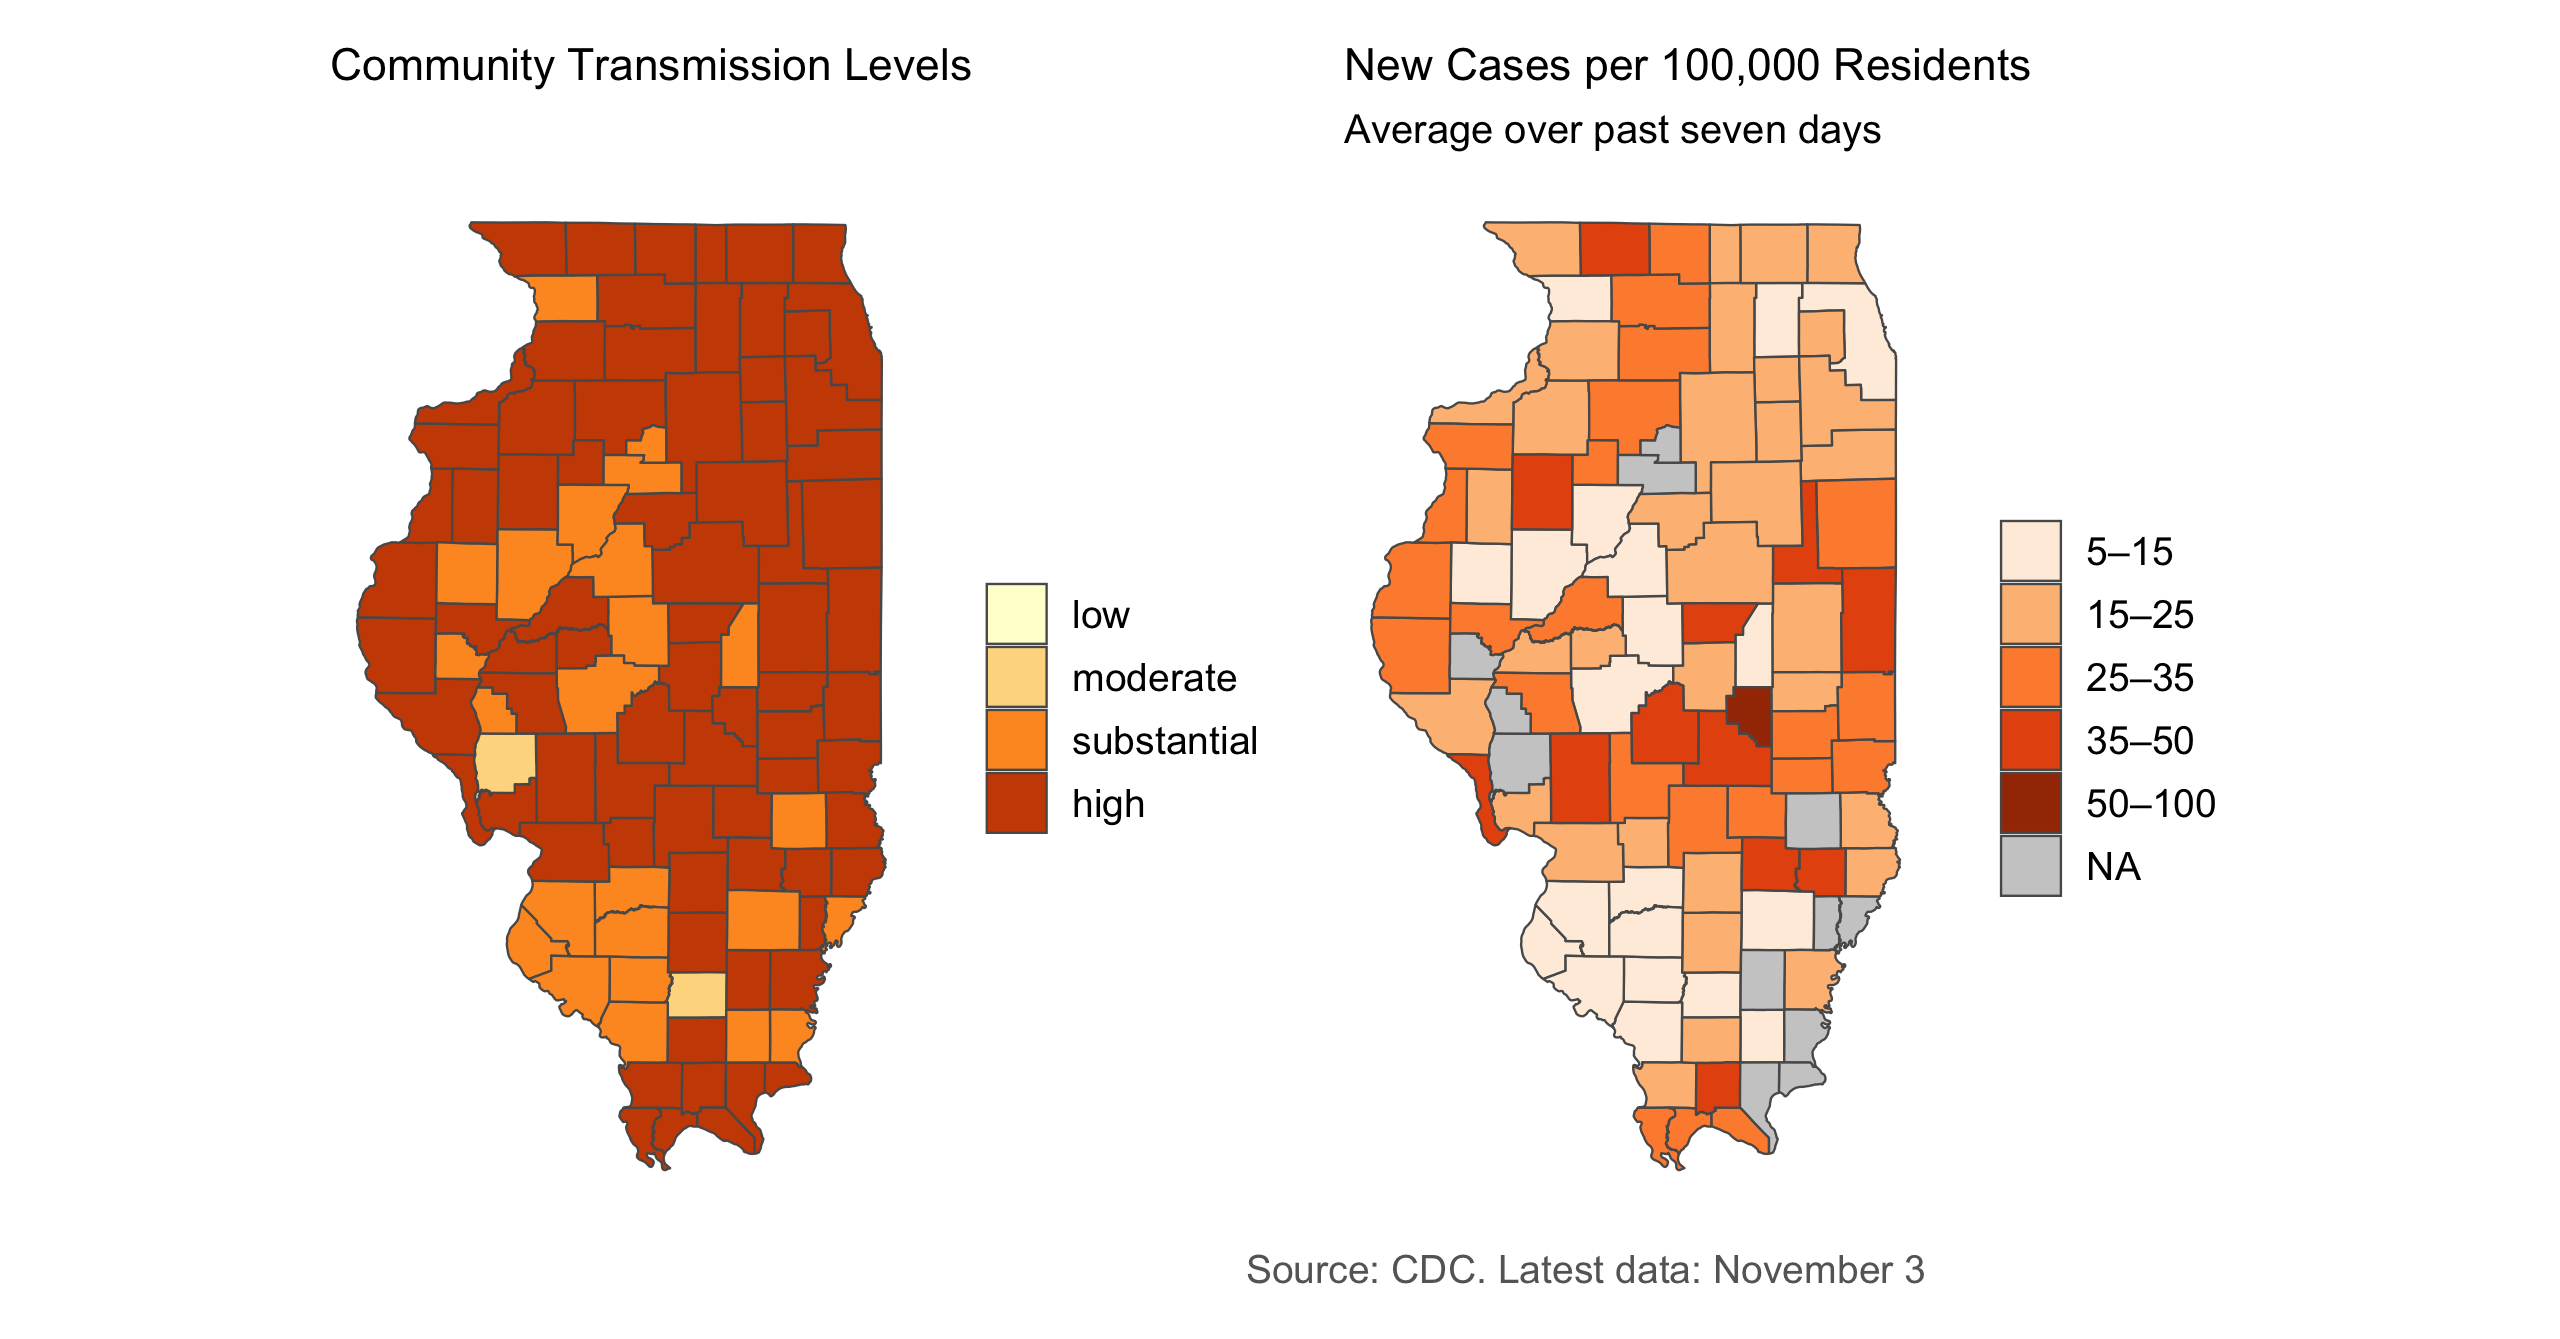 Community Transmission Levels
low
moderate
substantial
high
New Cases per 100,000 Residents
Average over past seven days
5–15
15–25
25–35
35–50
50–100
NA
Source: CDC. Latest data: November 3